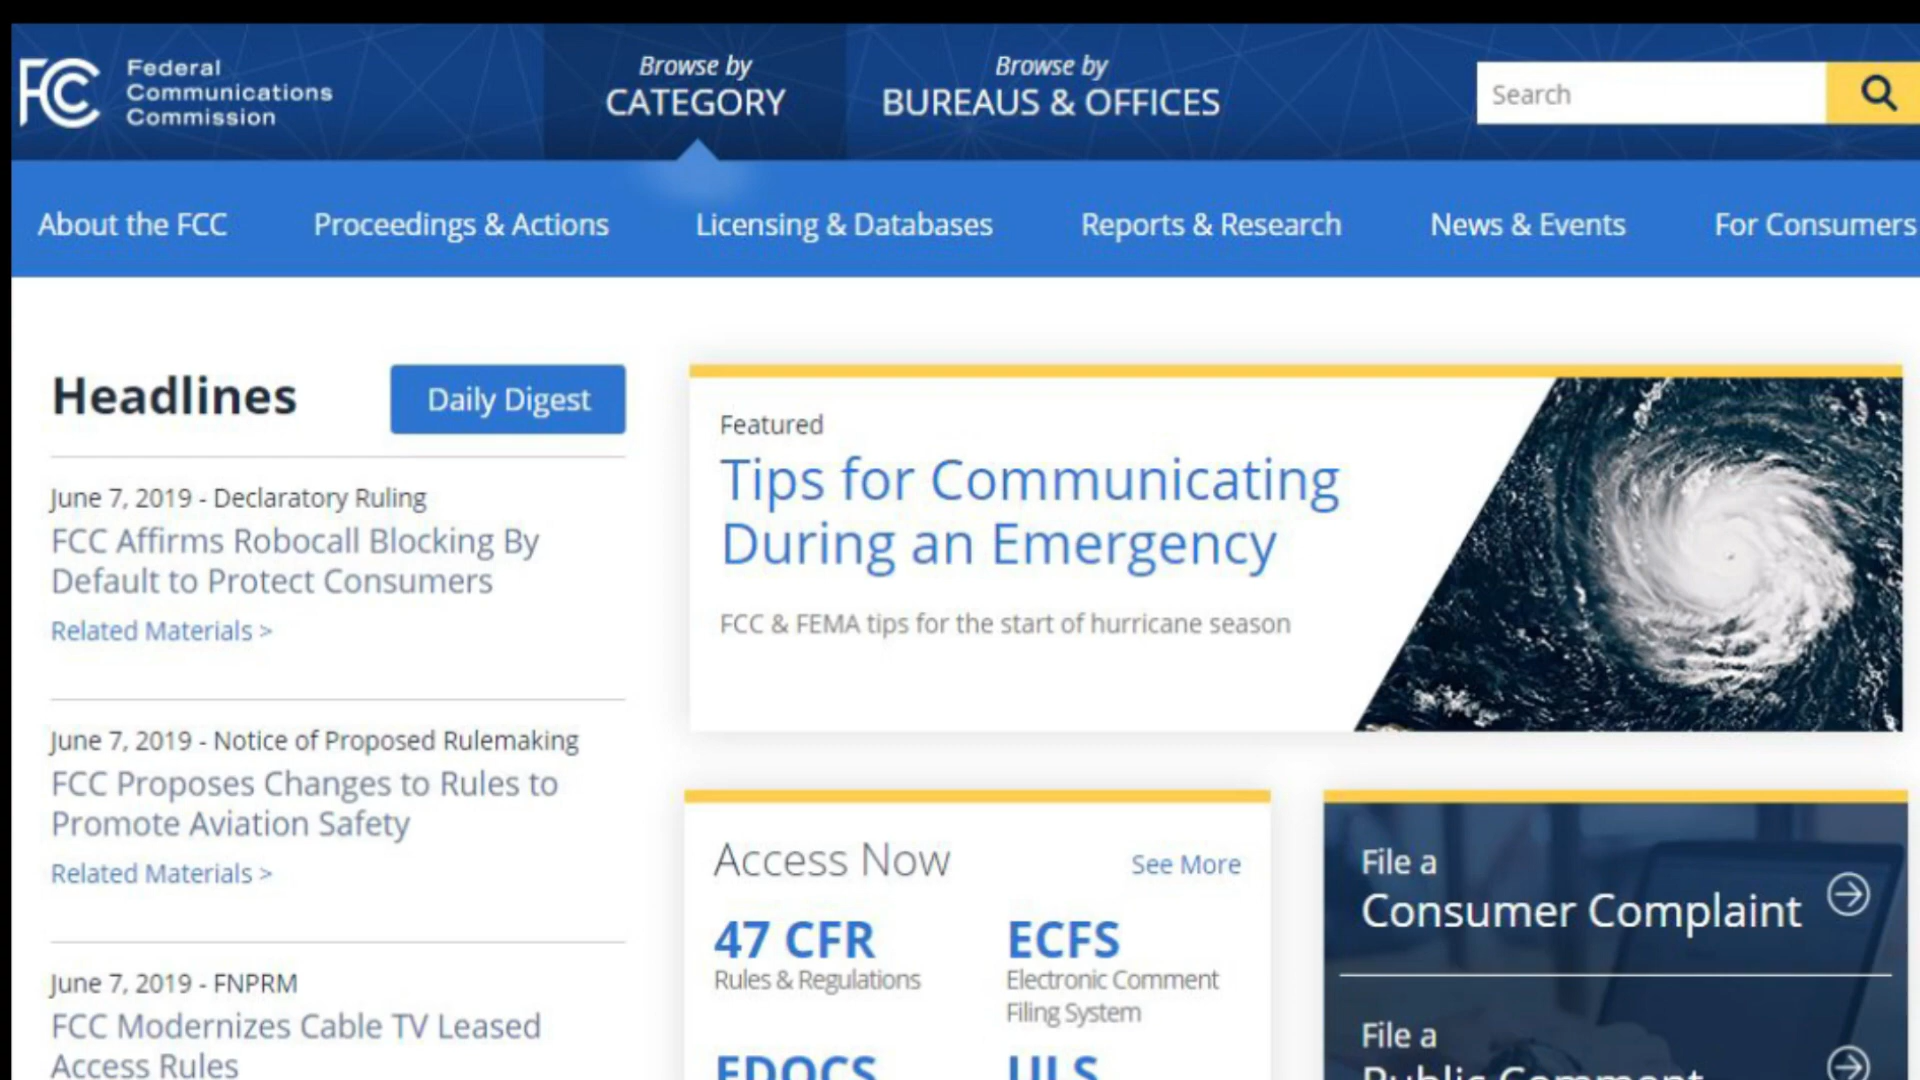 FCC
Federal
Communications
Commission
Browse by
CATEGORY
Browse by
BUREAUS & OFFICES
Search
About the FCC
Proceedings & Actions
Licensing & Databases
Reports & Research
News & Events
For Consumers
Headlines
Daily Digest
June 7, 2019 - Declaratory Ruling
FCC Affirms Robocall Blocking By
Default to Protect Consumers
Related Materials >
June 7, 2019 - Notice of Proposed Rulemaking
FCC Proposes Changes to Rules to
Promote Aviation Safety
Related Materials >
June 7, 2019 - FNPRM
FCC Modernizes Cable TV Leased
Access Rules
Featured
Tips for Communicating
During an Emergency
FCC & FEMA tips for the start of hurricane season
Access Now
See More
47 CFR
Rules & Regulations
ECFS
Electronic Comment
Filing System
EDOCS
ULS
File a
Consumer Complaint
File a
Public Comment